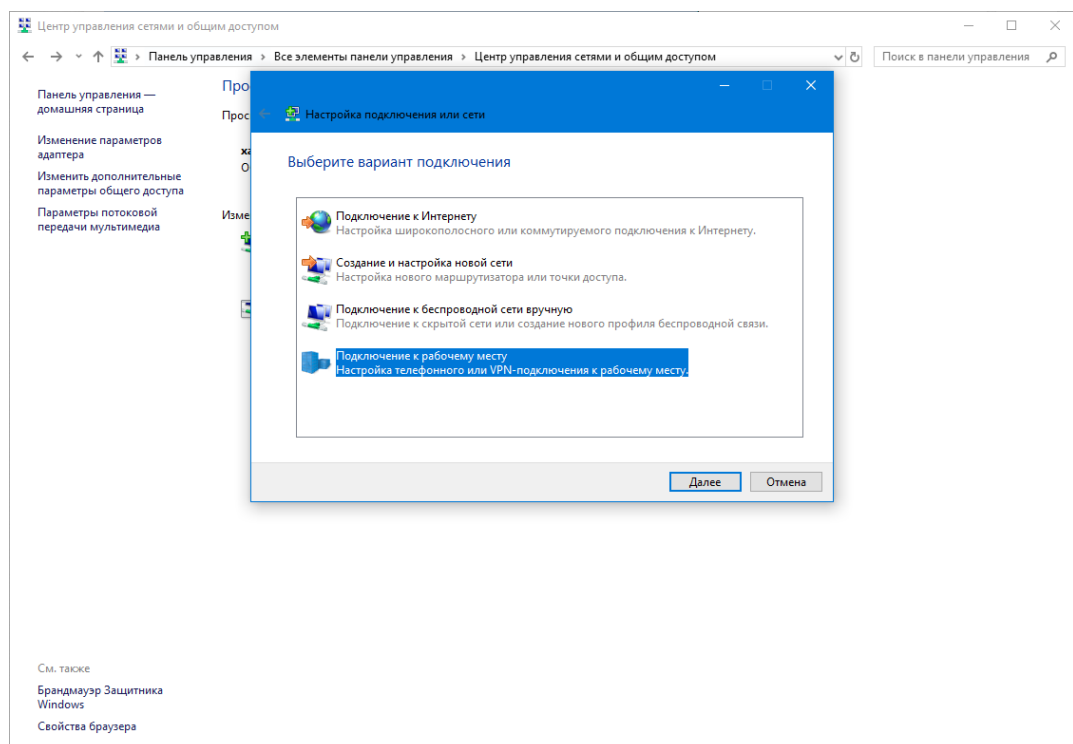 Центр управления сетями и общим доступом
Панель управления › Все элементы панели управления › Центр управления сетями и общим доступом
Поиск в панели управления
Панель управления —
домашняя страница
Изменение параметров
адаптера
Изменить дополнительные
параметры общего доступа
Параметры потоковой
передачи мультимедиа
Про
Прос
ха
О
Изме
Настройка подключения или сети
Выберите вариант подключения
Подключение к Интернету
Настройка широкополосного или коммутируемого подключения к Интернету.
Создание и настройка новой сети
Настройка нового маршрутизатора или точки доступа.
Подключение к беспроводной сети вручную
Подключение к скрытой сети или создание нового профиля беспроводной связи.
Подключение к рабочему месту
Настройка телефонного или VPN-подключения к рабочему месту.
Далее
Отмена
См. также
Брандмауэр Защитника
Windows
Свойства браузера